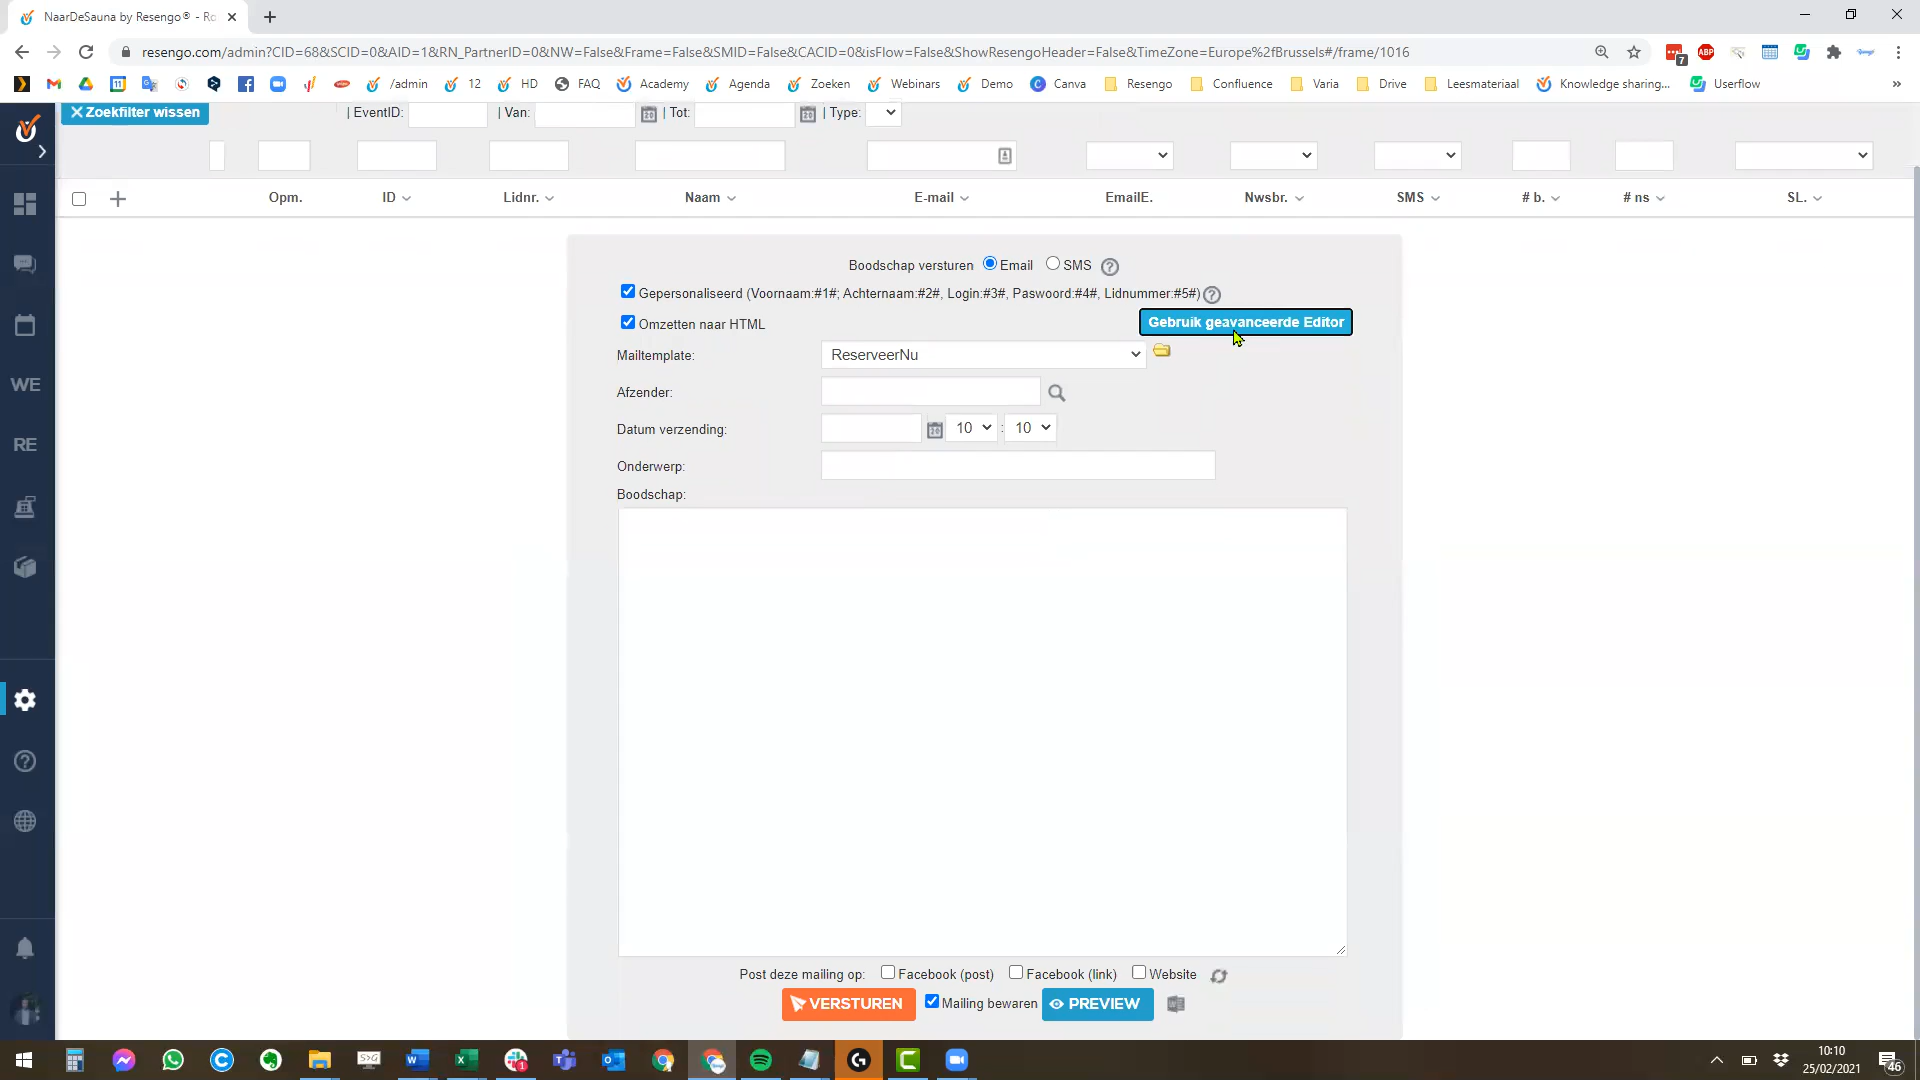 NaarDeSauna by Resengo® - Ro
resengo.com/admin?CID=68&SCID=0&AID=1&RN_PartnerID=0&NW=False&Frame=False&SMID=False&CACID=0&isFlow=False&ShowResengoHeader=False&TimeZone=Europe%2fBrussels#/frame/1016
/admin 12 HD FAQ Academy Agenda Zoeken Webinars Demo Canva Resengo Confluence Varia Drive Leesmateriaal Knowledge sharing... Userflow »
Zoekfilter wissen | EventID: | Van: | Tot: | Type:
Opm. ID Lidnr. Naam E-mail EmailE. Nwsbr. SMS # b. # ns SL.
Boodschap versturen Email SMS
Gepersonaliseerd (Voornaam:#1#; Achternaam:#2#, Login:#3#, Paswoord:#4#, Lidnummer:#5#)
Omzetten naar HTML Gebruik geavanceerde Editor
Mailtemplate: ReserveerNu
Afzender:
Datum verzending: 10 : 10
Onderwerp:
Boodschap:
WE
RE
Post deze mailing op: Facebook (post) Facebook (link) Website
VERSTUREN Mailing bewaren PREVIEW
10:10
25/02/2021
46